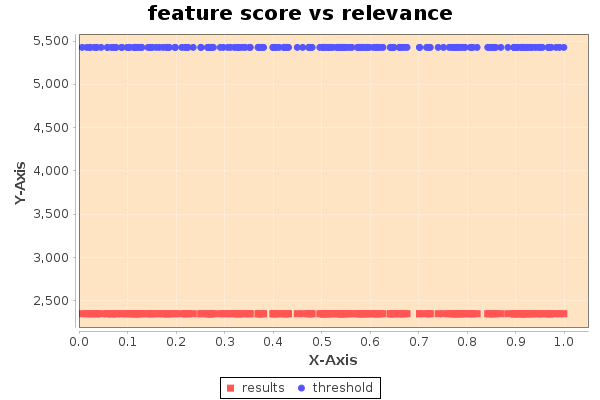 feature score vs relevance
5,500
5,000
4,500
4,000
3,500
3,000
2,500
Y-Axis
0.0 0.1 0.2 0.3 0.4 0.5 0.6 0.7 0.8 0.9 1.0
X-Axis
results threshold